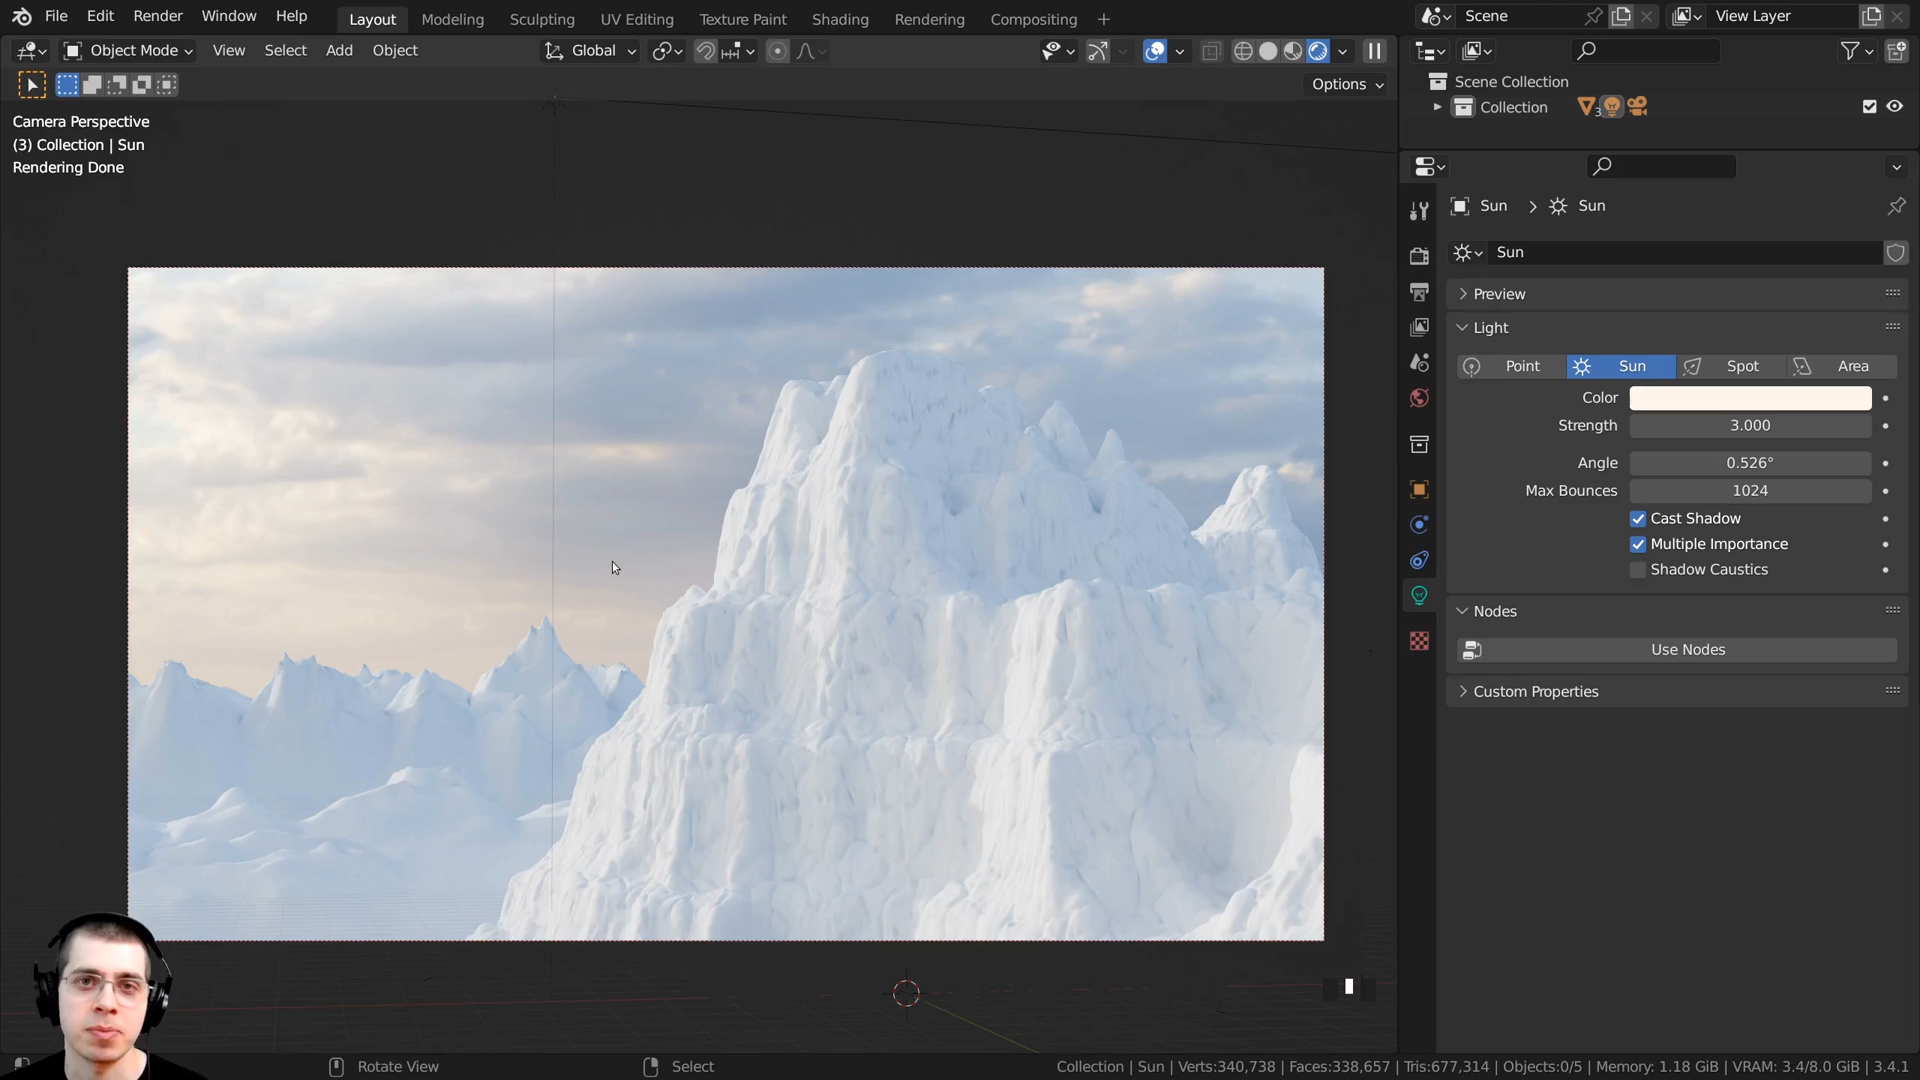 File Edit Render Window Help
Layout Modeling Sculpting UV Editing Texture Paint Shading Rendering Compositing +
Scene
View Layer
Object Mode View Select Add Object
Global
Options
Camera Perspective
(3) Collection | Sun
Rendering Done
Scene Collection
Collection
3
Sun > Sun
Sun
Preview
Light
Point Sun Spot Area
Color
Strength 3.000
Angle 0.526°
Max Bounces 1024
Cast Shadow
Multiple Importance
Shadow Caustics
Nodes
Use Nodes
Custom Properties
Rotate View
Select
Collection | Sun | Verts:340,738 | Faces:338,657 | Tris:677,314 | Objects:0/5 | Memory: 1.18 GiB | VRAM: 3.4/8.0 GiB | 3.4.1